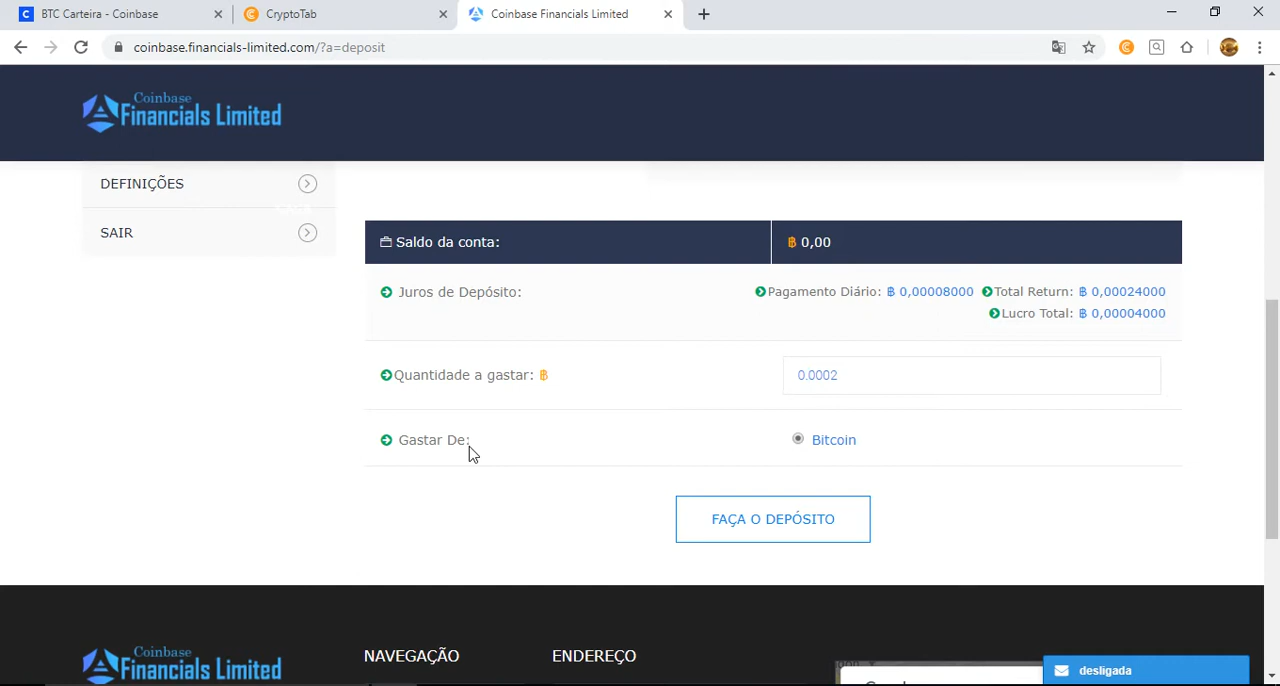 BTC Carteira - Coinbase
CryptoTab
Coinbase Financials Limited
coinbase.financials-limited.com/?a=deposit
Coinbase
Financials Limited
DEFINIÇÕES
SAIR
Saldo da conta:
฿ 0,00
Juros de Depósito:
Pagamento Diário: ฿ 0,00008000 Total Return: ฿ 0,00024000
Lucro Total: ฿ 0,00004000
Quantidade a gastar: ฿
0.0002
Gastar De:
Bitcoin
FAÇA O DEPÓSITO
Coinbase
Financials Limited
NAVEGAÇÃO
ENDEREÇO
desligada